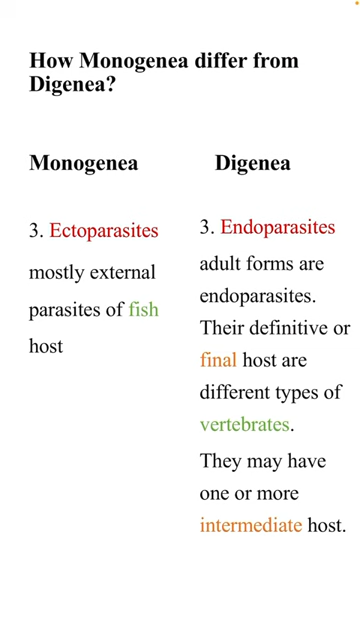 How Monogenea differ from
Digenea?
Monogenea
Digenea
3. Ectoparasites
mostly external
parasites of fish
host
3. Endoparasites
adult forms are
endoparasites.
Their definitive or
final host are
different types of
vertebrates.
They may have
one or more
intermediate host.